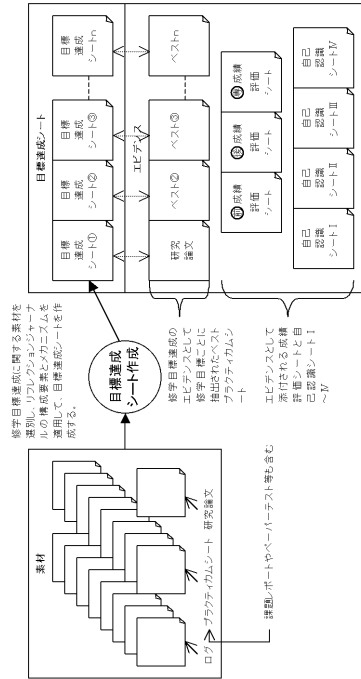 素材
ログ
プラクティカムシート
研究論文
課題レポートやペーパーテスト等も含む
修学目標達成に関する素材を
選別し、リフレクションジャーナ
ルの構成要素とメカニズムを
適用して、目標達成シートを作
成する。
目標達成
シート作成
目標達成シート
目標
達成
シート①
目標
達成
シート②
目標
達成
シート③
目標
達成
シートn
エビデンス
研究
論文
ベスト②
ベスト③
ベストn
修学目標達成の
エビデンスとして
修学目標ごとに
抽出されたベスト
プラクティカムシ
ート
成績
評価
シート
成績
評価
シート
成績
評価
シート
自己
認識
シートⅠ
自己
認識
シートⅡ
自己
認識
シートⅢ
自己
認識
シートⅣ
エビデンスとして
添付される成績
評価シートと自
己認識シートⅠ
~Ⅳ